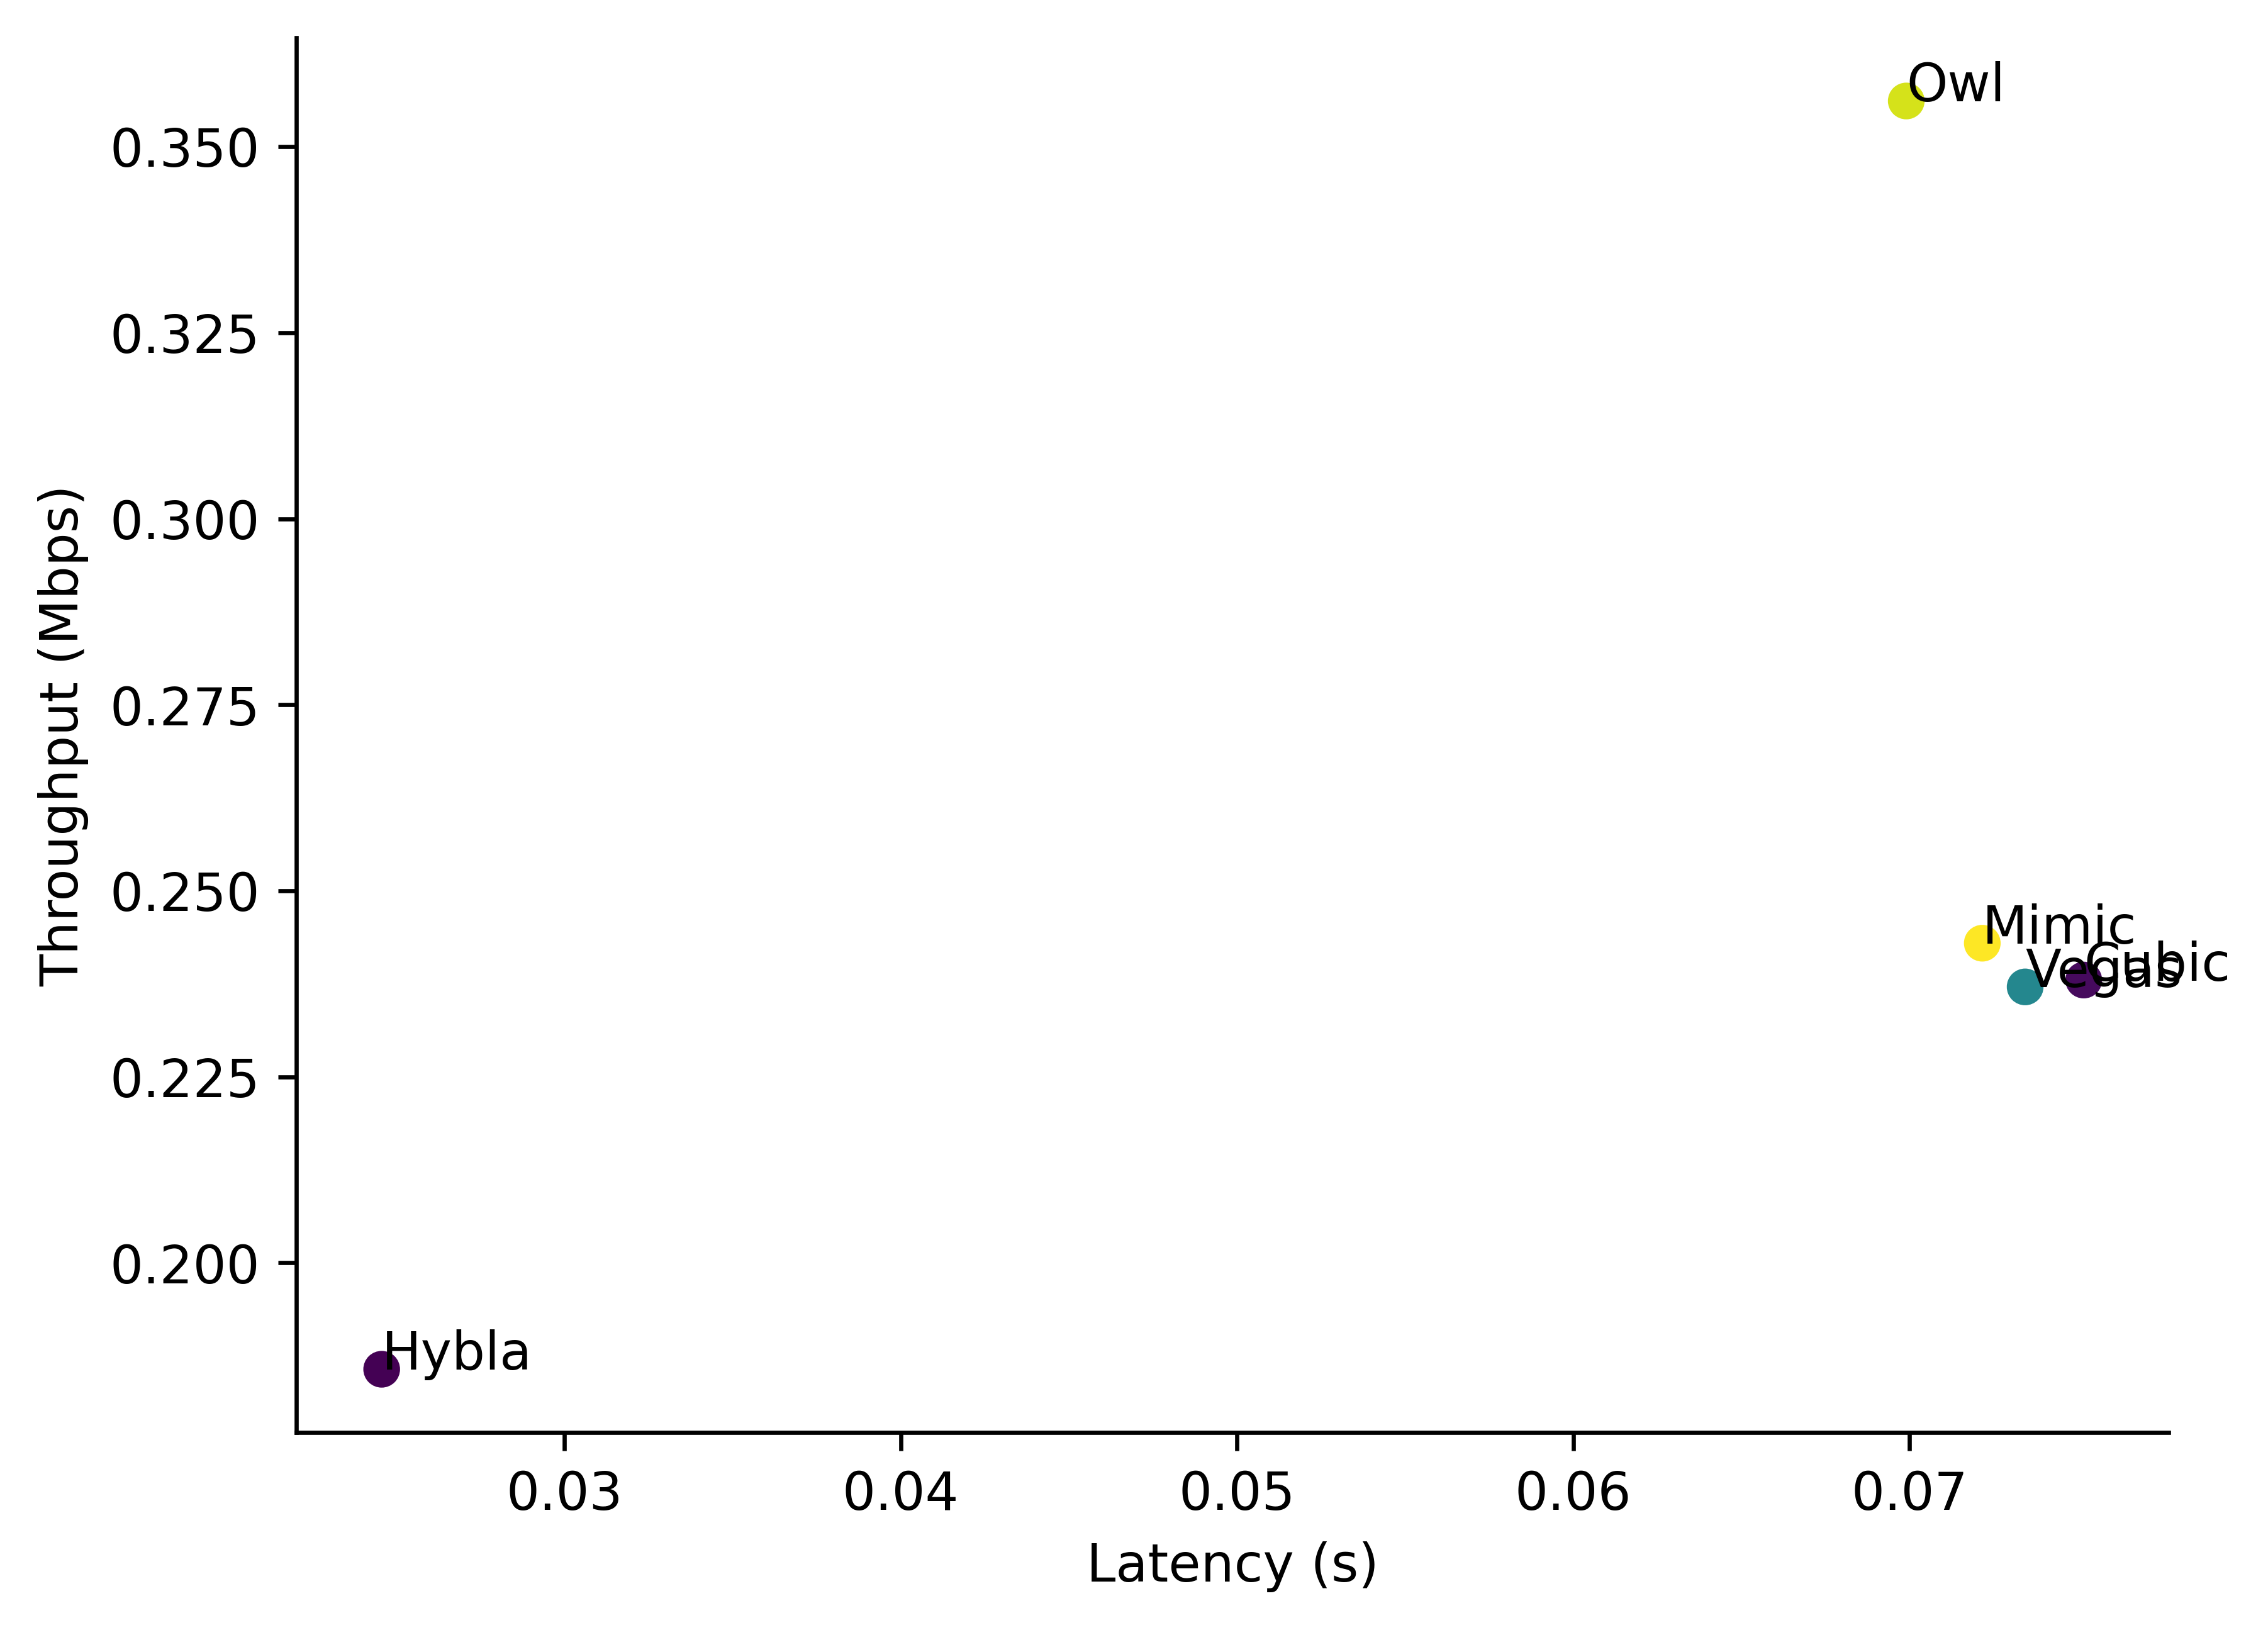 Owl
0.350
0.325
0.300
0.275
0.250
0.225
0.200
Throughput (Mbps)
Mimic
Cubic
Vegas
Hybla
0.03
0.04
0.05
0.06
0.07
Latency (s)